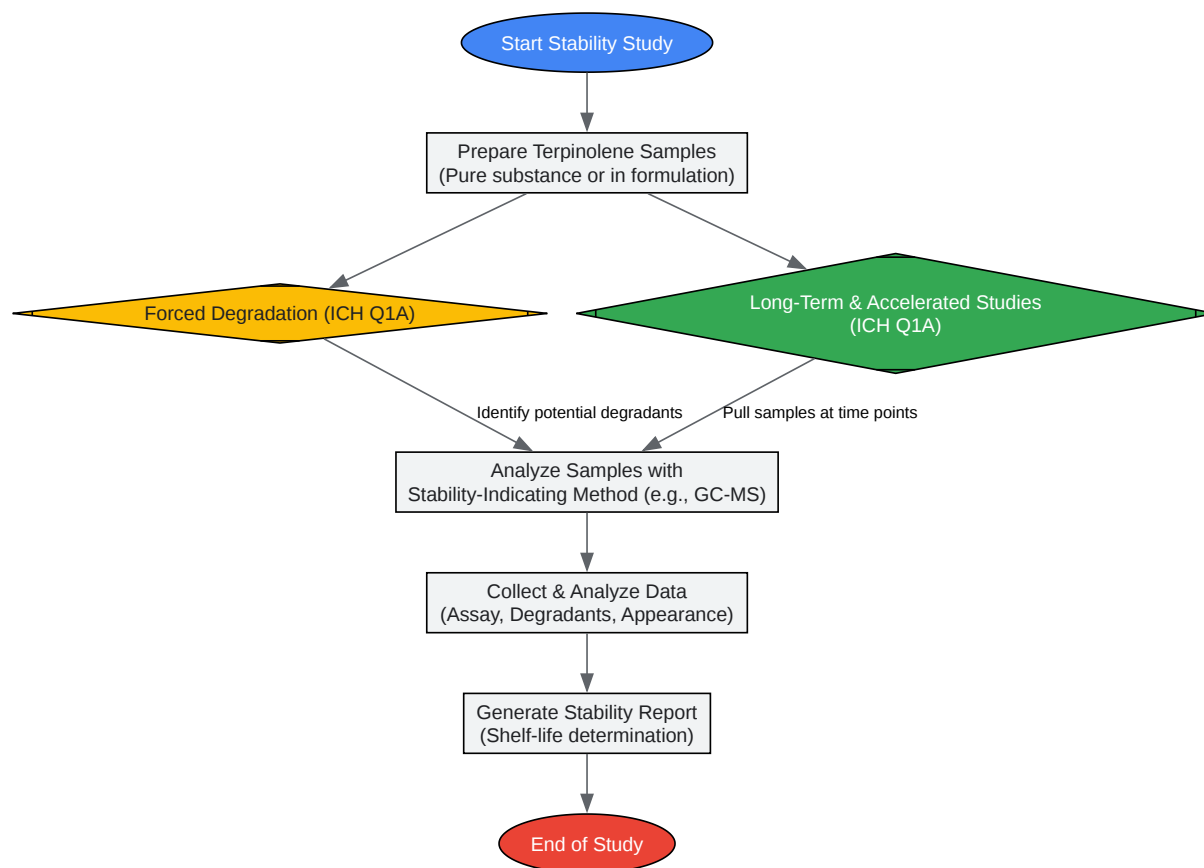 Start Stability Study
Prepare Terpinolene Samples
(Pure substance or in formulation)
Forced Degradation (ICH Q1A)
Long-Term & Accelerated Studies
(ICH Q1A)
Identify potential degradants
Pull samples at time points
Analyze Samples with
Stability-Indicating Method (e.g., GC-MS)
Collect & Analyze Data
(Assay, Degradants, Appearance)
Generate Stability Report
(Shelf-life determination)
End of Study